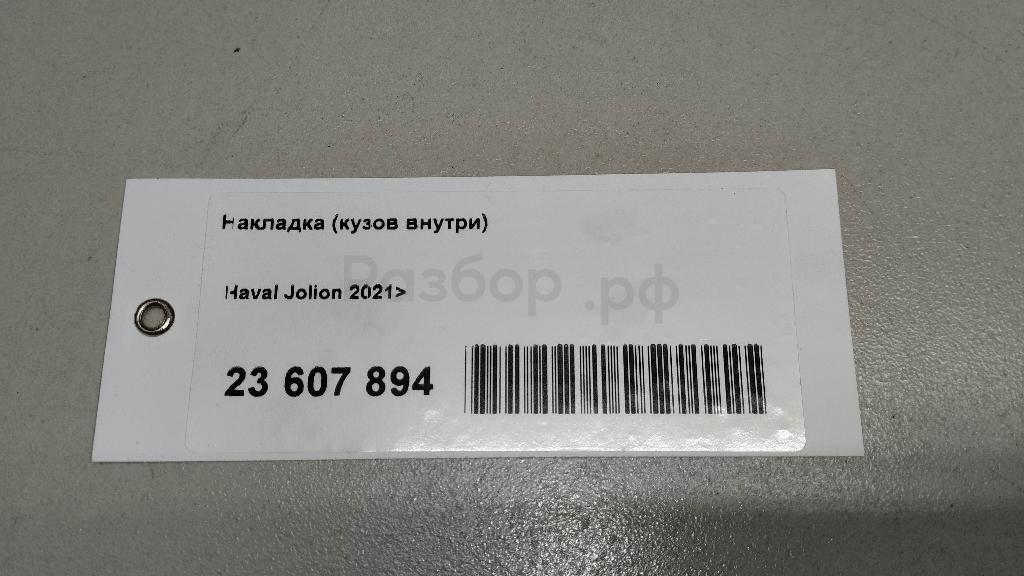 Накладка (кузов внутри)
Haval Jolion 2021>
Разбор.рф
23 607 894